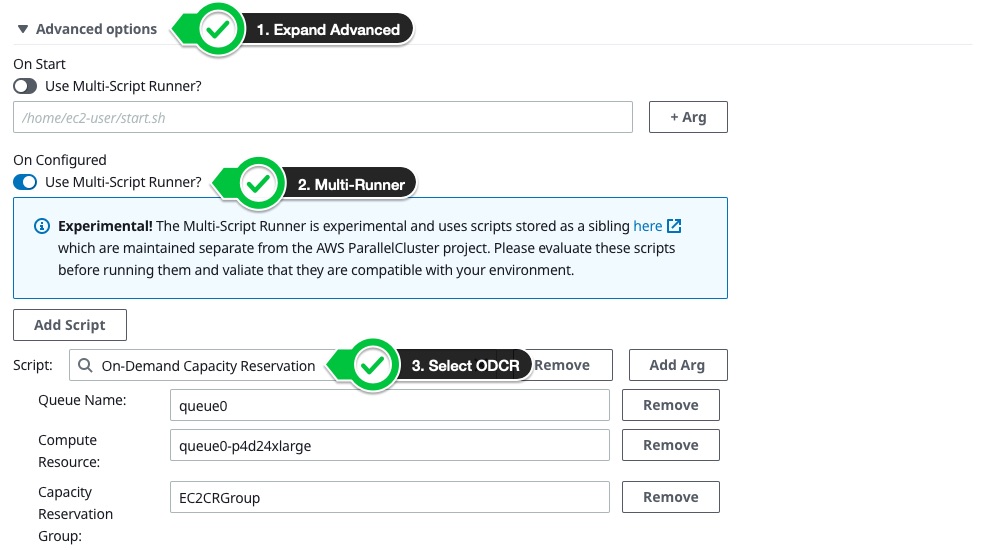 Advanced options
1. Expand Advanced
On Start
Use Multi-Script Runner?
/home/ec2-user/start.sh
+ Arg
On Configured
Use Multi-Script Runner?
2. Multi-Runner
Experimental! The Multi-Script Runner is experimental and uses scripts stored as a sibling here
which are maintained separate from the AWS ParallelCluster project. Please evaluate these scripts
before running them and valiate that they are compatible with your environment.
Add Script
Script:
On-Demand Capacity Reservation
3. Select ODCR
Remove
Add Arg
Queue Name:
queue0
Remove
Compute
Resource:
queue0-p4d24xlarge
Remove
Capacity
Reservation
Group:
EC2CRGroup
Remove